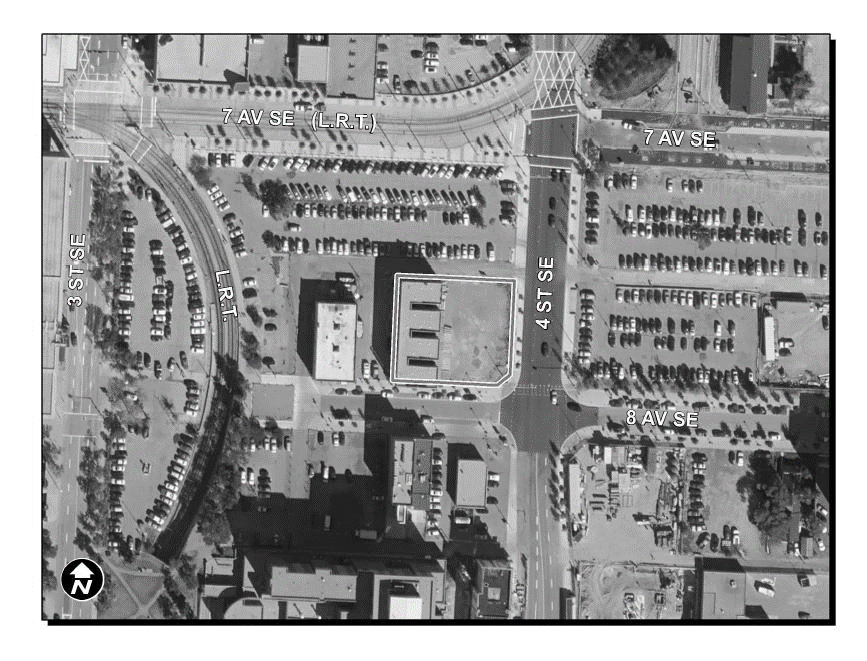 7 AV SE (L.R.T.)
7 AV SE
3 ST SE
L.R.T.
4 ST SE
8 AV SE
N